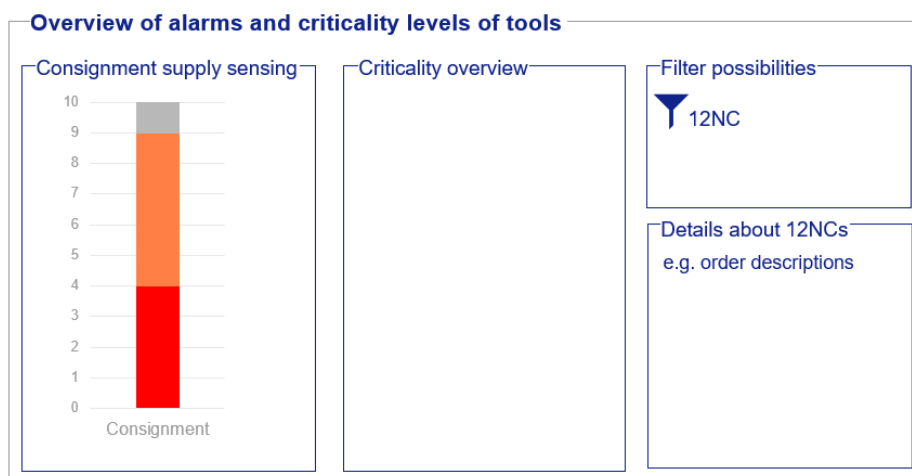 Overview of alarms and criticality levels of tools
Consignment supply sensing
10
9
8
7
6
5
4
3
2
1
0
Consignment
Criticality overview
Filter possibilities
12NC
Details about 12NCs
e.g. order descriptions